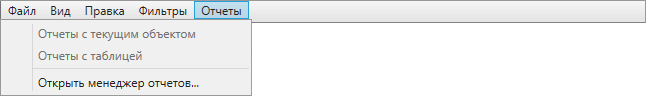 Файл Вид Правка Фильтры Отчеты
Отчеты с текущим объектом
Отчеты с таблицей
Открыть менеджер отчетов...